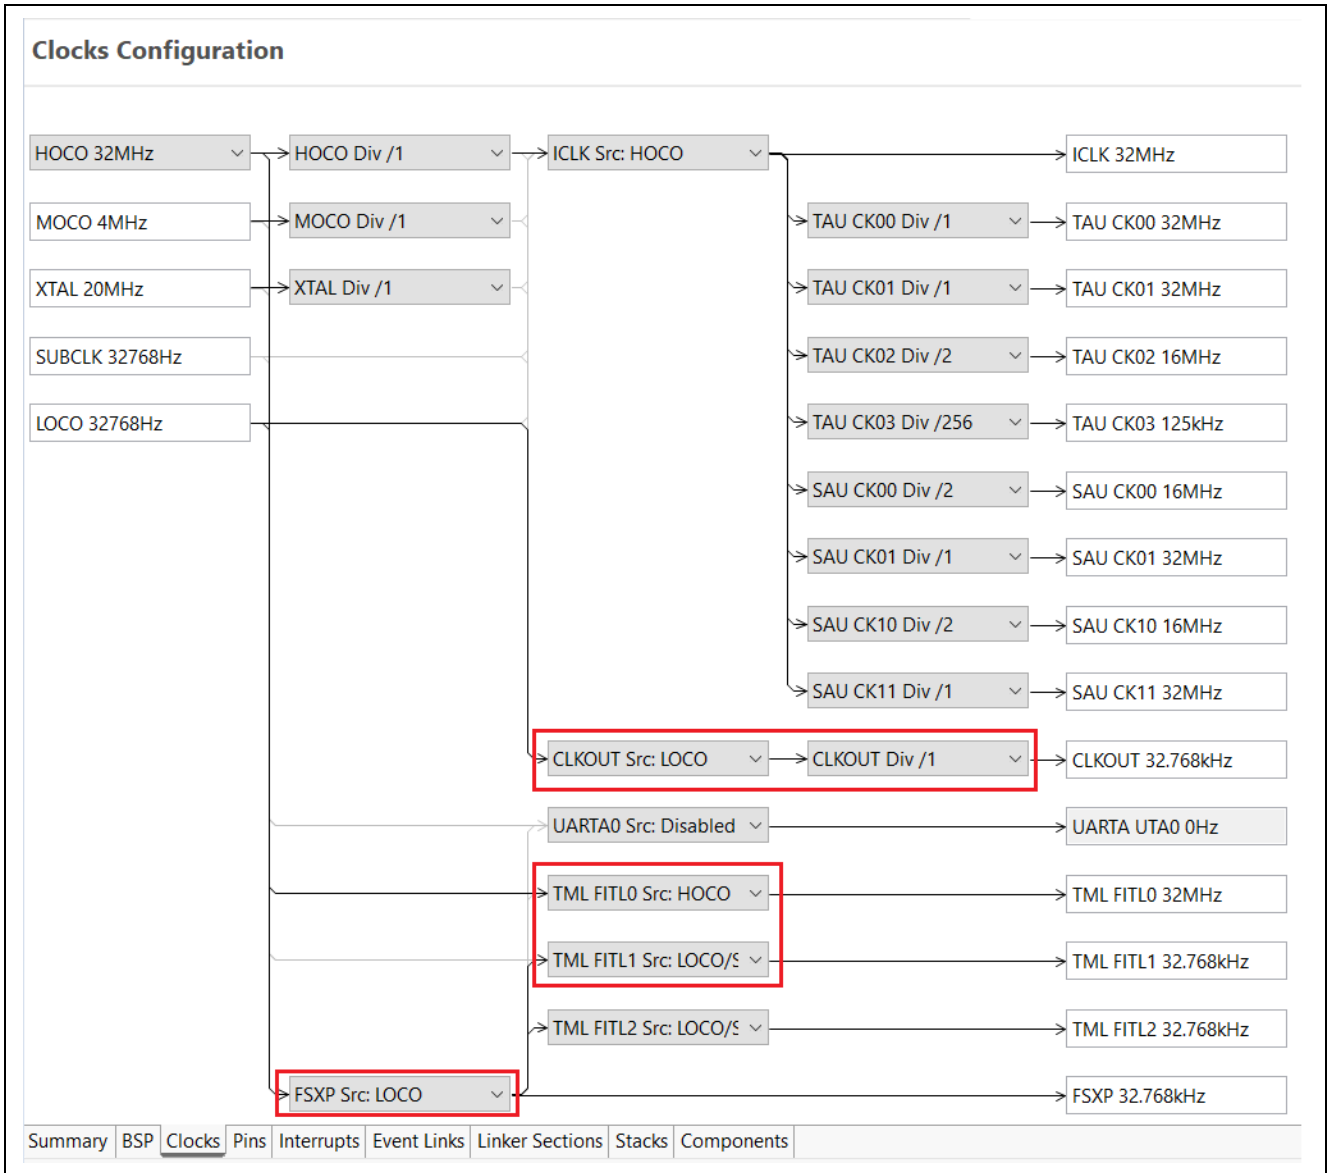 Clocks Configuration
HOCO 32MHz HOCO Div /1 ICLK Src: HOCO ICLK 32MHz
MOCO 4MHz MOCO Div /1 TAU CK00 Div /1 TAU CK00 32MHz
XTAL 20MHz XTAL Div /1 TAU CK01 Div /1 TAU CK01 32MHz
SUBCLK 32768Hz TAU CK02 Div /2 TAU CK02 16MHz
LOCO 32768Hz TAU CK03 Div /256 TAU CK03 125kHz
SAU CK00 Div /2 SAU CK00 16MHz
SAU CK01 Div /1 SAU CK01 32MHz
SAU CK10 Div /2 SAU CK10 16MHz
SAU CK11 Div /1 SAU CK11 32MHz
CLKOUT Src: LOCO CLKOUT Div /1 CLKOUT 32.768kHz
UARTA0 Src: Disabled UARTA UTA0 0Hz
TML FITL0 Src: HOCO TML FITL0 32MHz
TML FITL1 Src: LOCO/S TML FITL1 32.768kHz
TML FITL2 Src: LOCO/S TML FITL2 32.768kHz
FSXP Src: LOCO FSXP 32.768kHz
Summary BSP Clocks Pins Interrupts Event Links Linker Sections Stacks Components